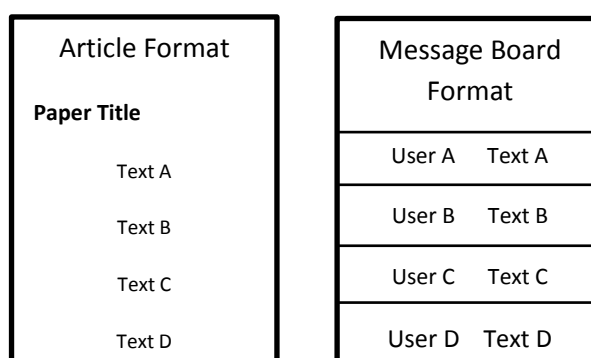 Article Format
Paper Title
Text A
Text B
Text C
Text D
Message Board
Format
User A Text A
User B Text B
User C Text C
User D Text D